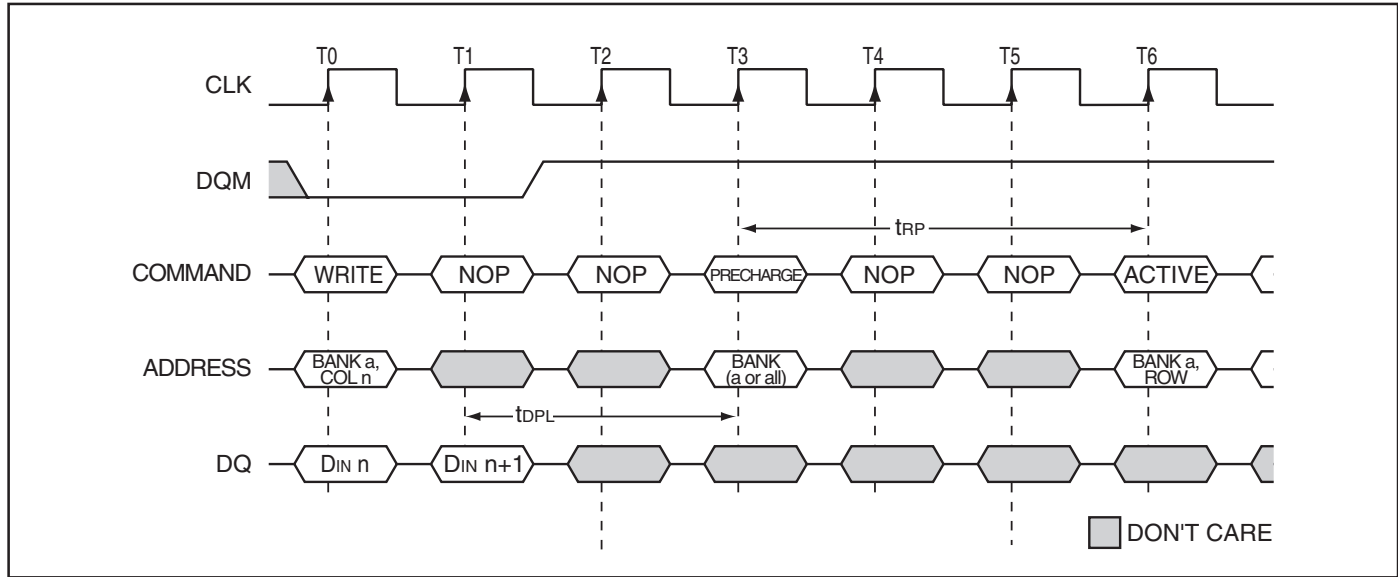 T0 T1 T2 T3 T4 T5 T6
CLK
DQM
tRP
COMMAND WRITE NOP NOP PRECHARGE NOP NOP ACTIVE
ADDRESS BANK a, COL n BANK (a or all) BANK a, ROW
tDPL
DQ DIN n DIN n+1
DON'T CARE